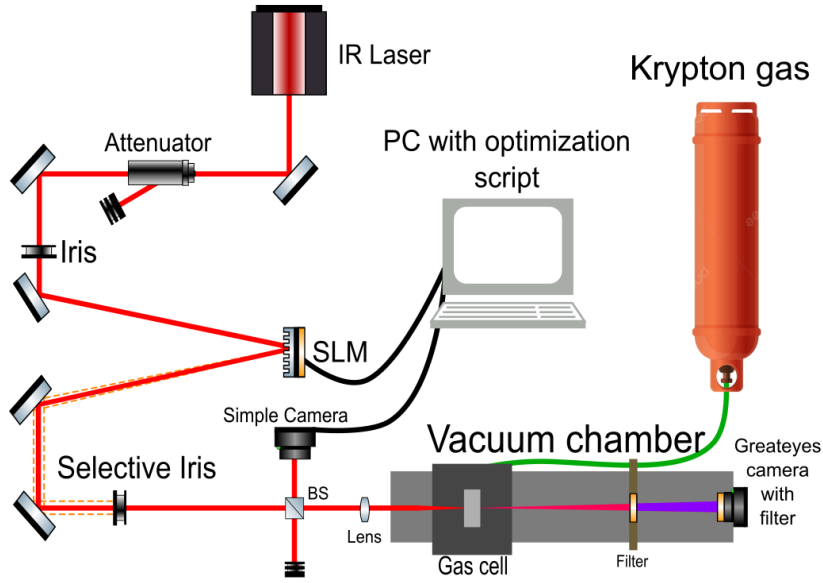 IR Laser
Krypton gas
Attenuator
PC with optimization
script
Iris
SLM
Simple Camera
Vacuum chamber
Selective Iris
BS
Lens
Greateyes
camera
with
filter
Gas cell
Filter